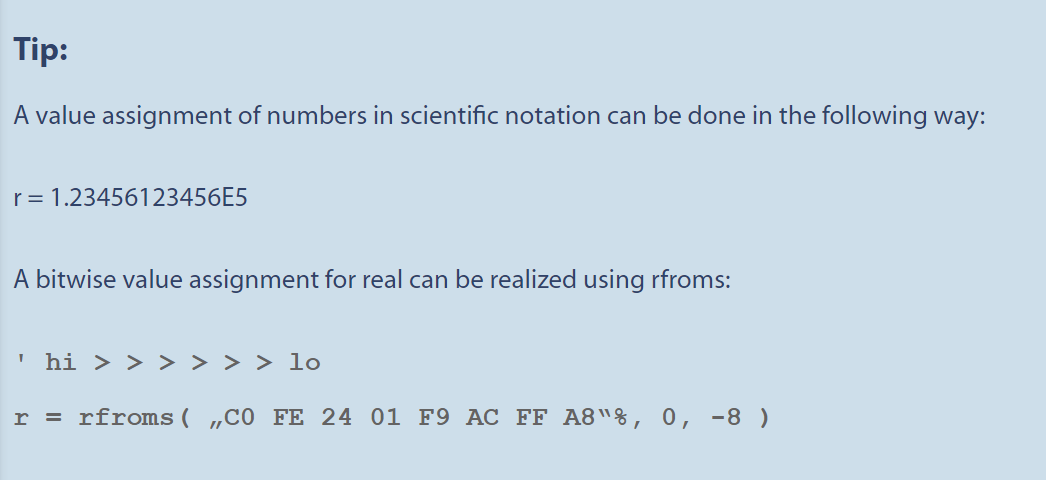 Tip:
A value assignment of numbers in scientific notation can be done in the following way:
r = 1.23456123456E5
A bitwise value assignment for real can be realized using rfroms:
' hi > > > > > > lo
r = rfroms( „C0 FE 24 01 F9 AC FF A8“%, 0, -8 )